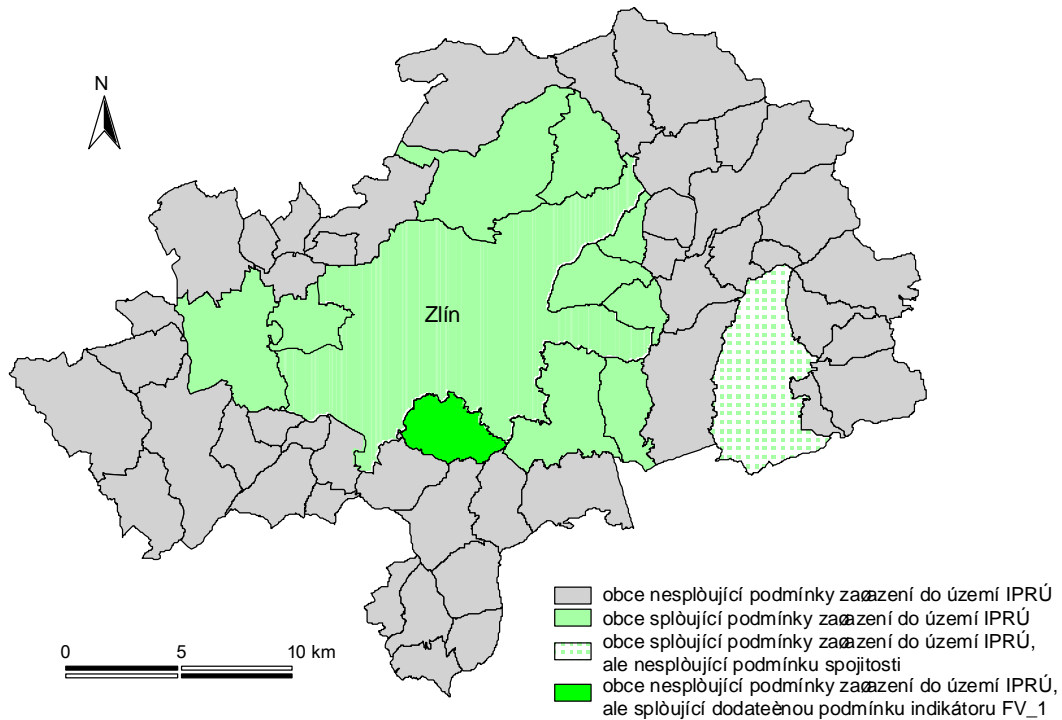 N
Zlín
obce nesplòující podmínky zaøazení do území IPRÚ
obce splòující podmínky zaøazení do území IPRÚ
obce splòující podmínky zaøazení do území IPRÚ,
ale nesplòující podmínku spojitosti
obce nesplòující podmínky zaøazení do území IPRÚ,
ale splòující dodateènou podmínku indikátoru FV_1
0 5 10 km